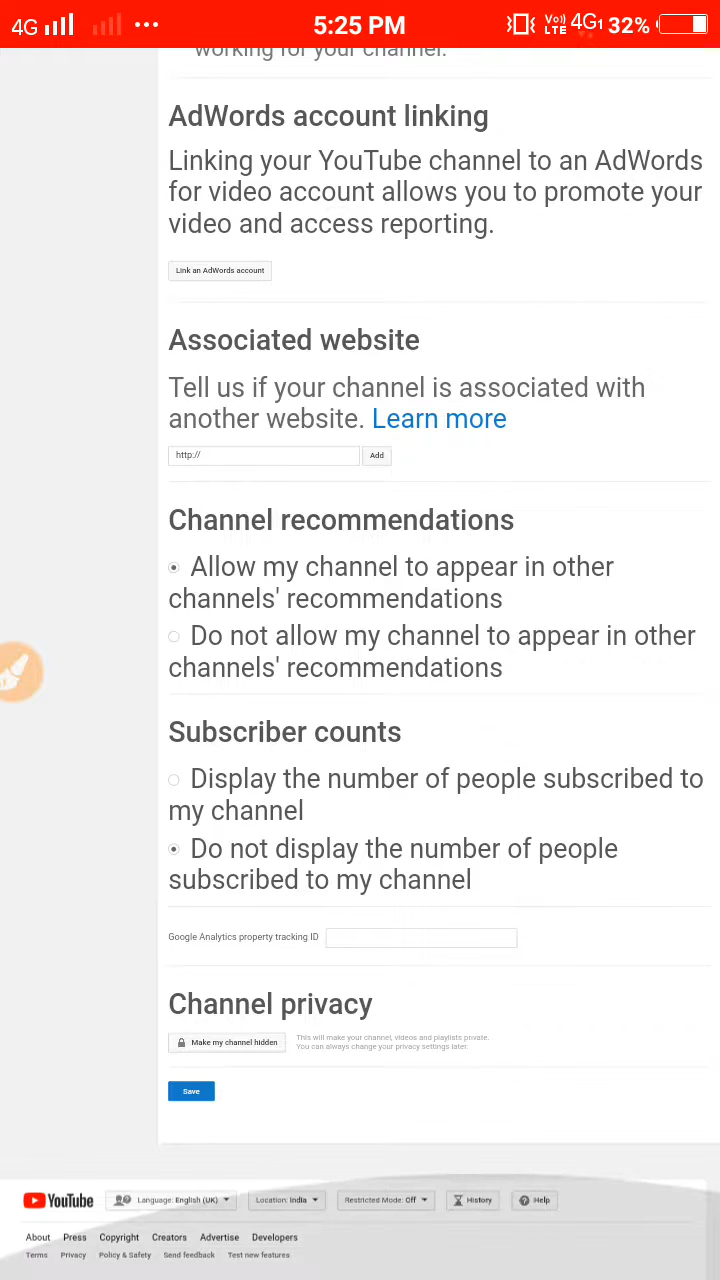 4G 5:25 PM Vo)) LTE 4G1 32%
working for your channel.
AdWords account linking
Linking your YouTube channel to an AdWords
for video account allows you to promote your
video and access reporting.
Link an AdWords account
Associated website
Tell us if your channel is associated with
another website. Learn more
http:// Add
Channel recommendations
Allow my channel to appear in other
channels' recommendations
Do not allow my channel to appear in other
channels' recommendations
Subscriber counts
Display the number of people subscribed to
my channel
Do not display the number of people
subscribed to my channel
Google Analytics property tracking ID
Channel privacy
Make my channel hidden
This will make your channel, videos and playlists private.
You can always change your privacy settings later.
Save
YouTube Language: English (UK) Location: India Restricted Mode: Off History Help
About Press Copyright Creators Advertise Developers
Terms Privacy Policy & Safety Send feedback Test new features